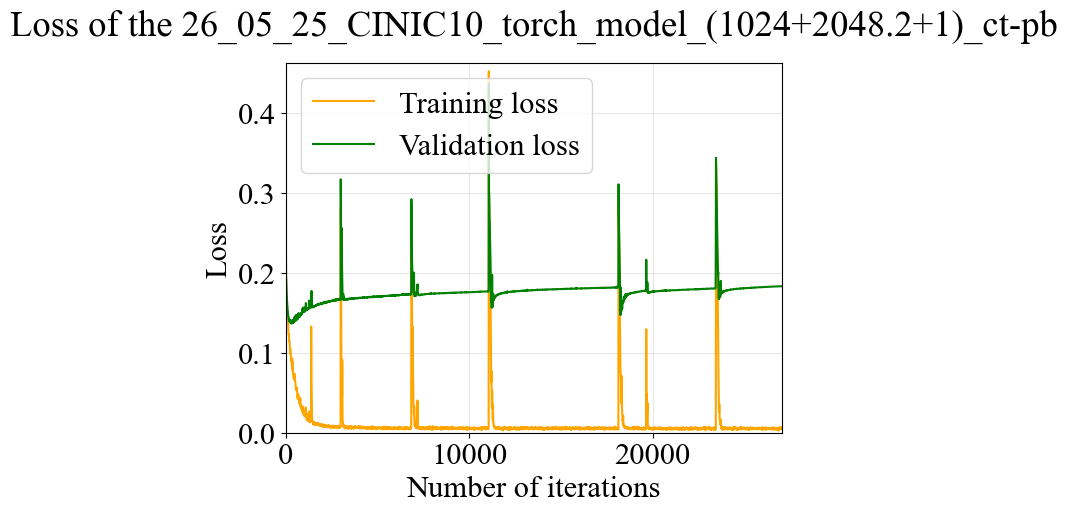 Loss of the 26_05_25_CINIC10_torch_model_(1024+2048.2+1)_ct-pb
Training loss
Validation loss
Loss
0.4
0.3
0.2
0.1
0.0
0
10000
20000
Number of iterations